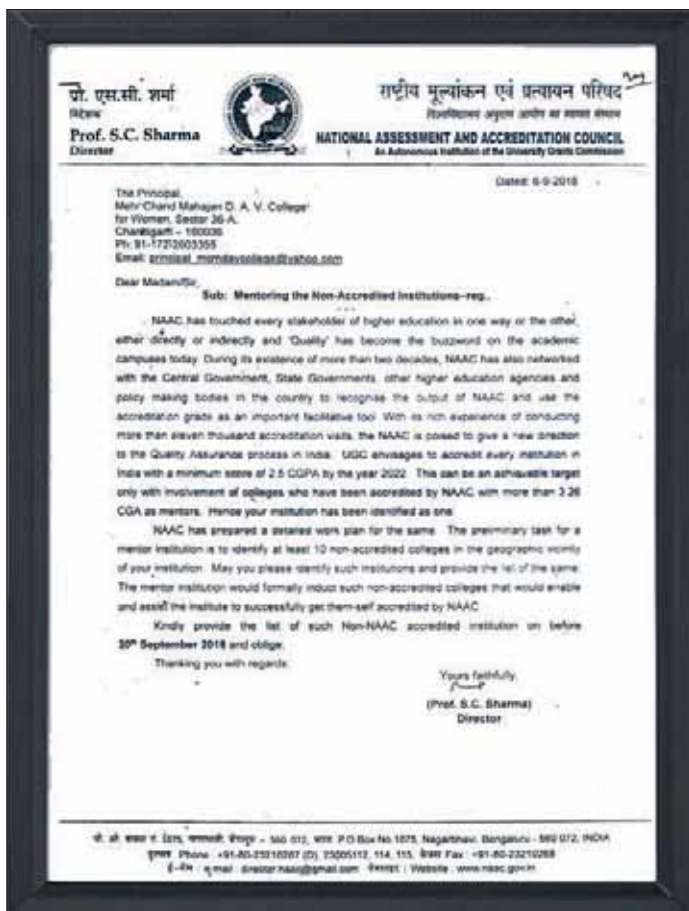 प्रो. एस.सी. शर्मा
निदेशक
Prof. S.C. Sharma
Director
राष्ट्रीय मूल्यांकन एवं प्रत्यायन परिषद
विश्वविद्यालय अनुदान आयोग का स्वायत्त संस्थान
NATIONAL ASSESSMENT AND ACCREDITATION COUNCIL
An Autonomous Institution of the University Grants Commission
Dated: 6-9-2018
The Principal,
Mehr Chand Mahajan D. A. V. College
for Women, Sector 36-A,
Chandigarh – 160036
Ph: 91-172-2603355
Email: principal_mcmdavcollege@yahoo.com
Dear Madam/Sir,
Sub: Mentoring the Non-Accredited Institutions–reg..
NAAC has touched every stakeholder of higher education in one way or the other,
either directly or indirectly and 'Quality' has become the buzzword on the academic
campuses today. During its existence of more than two decades, NAAC has also networked
with the Central Government, State Governments, other higher education agencies and
policy making bodies in the country to recognise the output of NAAC and use the
accreditation grade as an important facilitative tool. With its rich experience of conducting
more than eleven thousand accreditation visits, the NAAC is poised to give a new direction
to the Quality Assurance process in India. UGC envisages to accredit every institution in
India with a minimum score of 2.5 CGPA by the year 2022. This can be an achievable target
only with involvement of colleges who have been accredited by NAAC with more than 3.26
CGA as mentors. Hence your institution has been identified as one.
NAAC has prepared a detailed work plan for the same. The preliminary task for a
mentor institution is to identify at least 10 non-accredited colleges in the geographic vicinity
of your institution. May you please identify such institutions and provide the list of the same.
The mentor institution would formally induct such non-accredited colleges that would enable
and assist the institute to successfully get them-self accredited by NAAC.
Kindly provide the list of such Non-NAAC accredited institution on before
20th September 2018 and oblige.
Thanking you with regards.
Yours faithfully,
(Prof. S.C. Sharma)
Director
560 072, P.O Box No 1075, Nagarbhavi, Bengaluru - 560 072, INDIA
Phone : +91-80-23210267 (D), 23005112, 114, 115, Fax : +91-80-23210268
ई-मेल : e-mail : director.naac@gmail.com Website : www.naac.gov.in